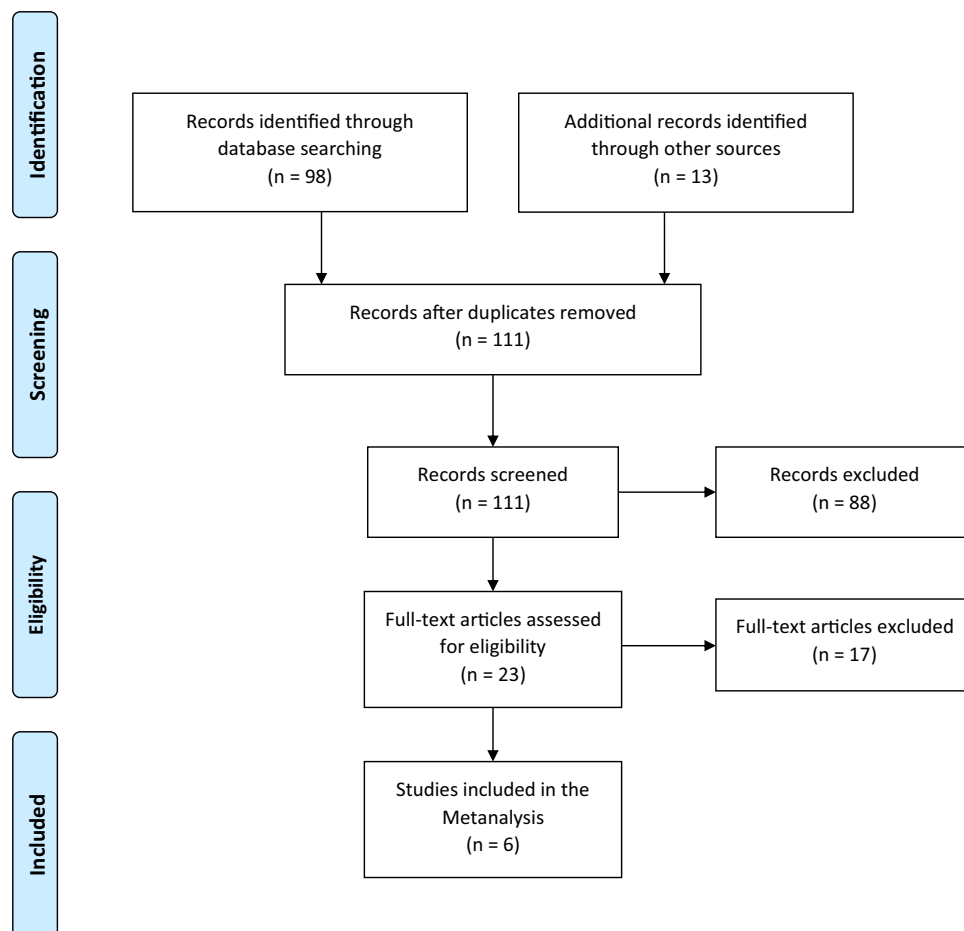 Identification
Records identified through
database searching
(n = 98)
Additional records identified
through other sources
(n = 13)
Screening
Records after duplicates removed
(n = 111)
Records screened
(n = 111)
Records excluded
(n = 88)
Eligibility
Full-text articles assessed
for eligibility
(n = 23)
Full-text articles excluded
(n = 17)
Included
Studies included in the
Metanalysis
(n = 6)